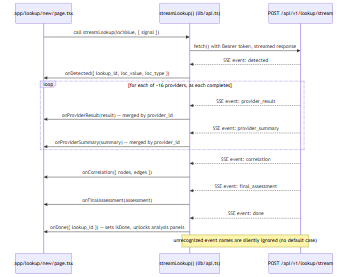 app/lookup/new/page.tsx
streamLookup() (lib/api.ts)
POST /api/v1/lookup/stream
call streamLookup(iocValue, { signal })
fetch() with Bearer token, streamed response
SSE event: detected
onDetected({ lookup_id, ioc_value, ioc_type })
loop
[for each of ~16 providers, as each completes]
SSE event: provider_result
onProviderResult(result) — merged by provider_id
SSE event: provider_summary
onProviderSummary(summary) — merged by provider_id
SSE event: correlation
onCorrelation({ nodes, edges })
SSE event: final_assessment
onFinalAssessment(assessment)
SSE event: done
onDone({ lookup_id }) — sets isDone, unlocks analysis panels
unrecognized event names are silently ignored (no default case)
app/lookup/new/page.tsx
streamLookup() (lib/api.ts)
POST /api/v1/lookup/stream